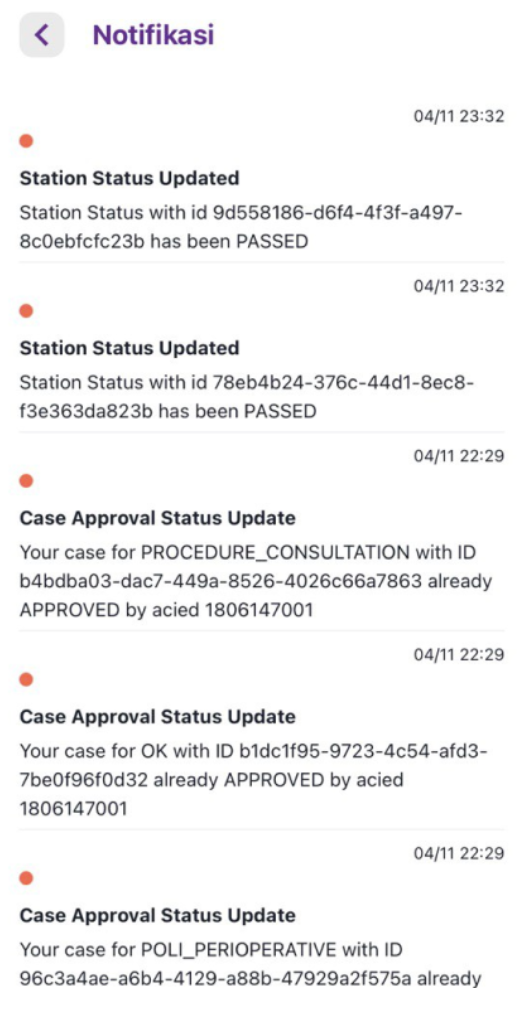 Notifikasi
04/11 23:32
Station Status Updated
Station Status with id 9d558186-d6f4-4f3f-a497-
8c0ebfcfc23b has been PASSED
04/11 23:32
Station Status Updated
Station Status with id 78eb4b24-376c-44d1-8ec8-
f3e363da823b has been PASSED
04/11 22:29
Case Approval Status Update
Your case for PROCEDURE_CONSULTATION with ID
b4bdba03-dac7-449a-8526-4026c66a7863 already
APPROVED by acied 1806147001
04/11 22:29
Case Approval Status Update
Your case for OK with ID b1dc1f95-9723-4c54-afd3-
7be0f96f0d32 already APPROVED by acied
1806147001
04/11 22:29
Case Approval Status Update
Your case for POLI_PERIOPERATIVE with ID
96c3a4ae-a6b4-4129-a88b-47929a2f575a already